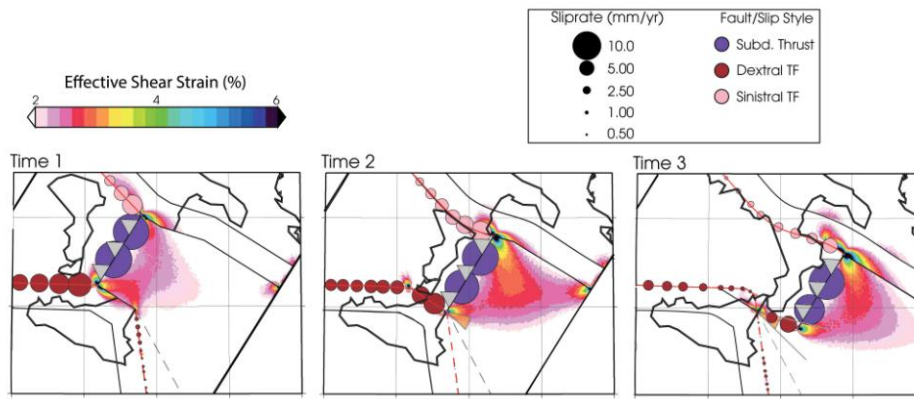 Effective Shear Strain (%)
2 4 6
Sliprate (mm/yr)
10.0
5.00
2.50
1.00
0.50
Fault/Slip Style
Subd. Thrust
Dextral TF
Sinistral TF
Time 1
Time 2
Time 3